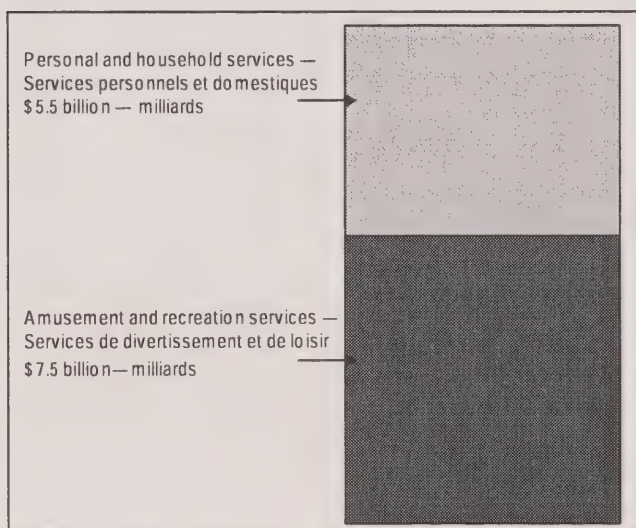 Personal and household services —
Services personnels et domestiques
$5.5 billion — milliards
Amusement and recreation services —
Services de divertissement et de loisir
$7.5 billion — milliards